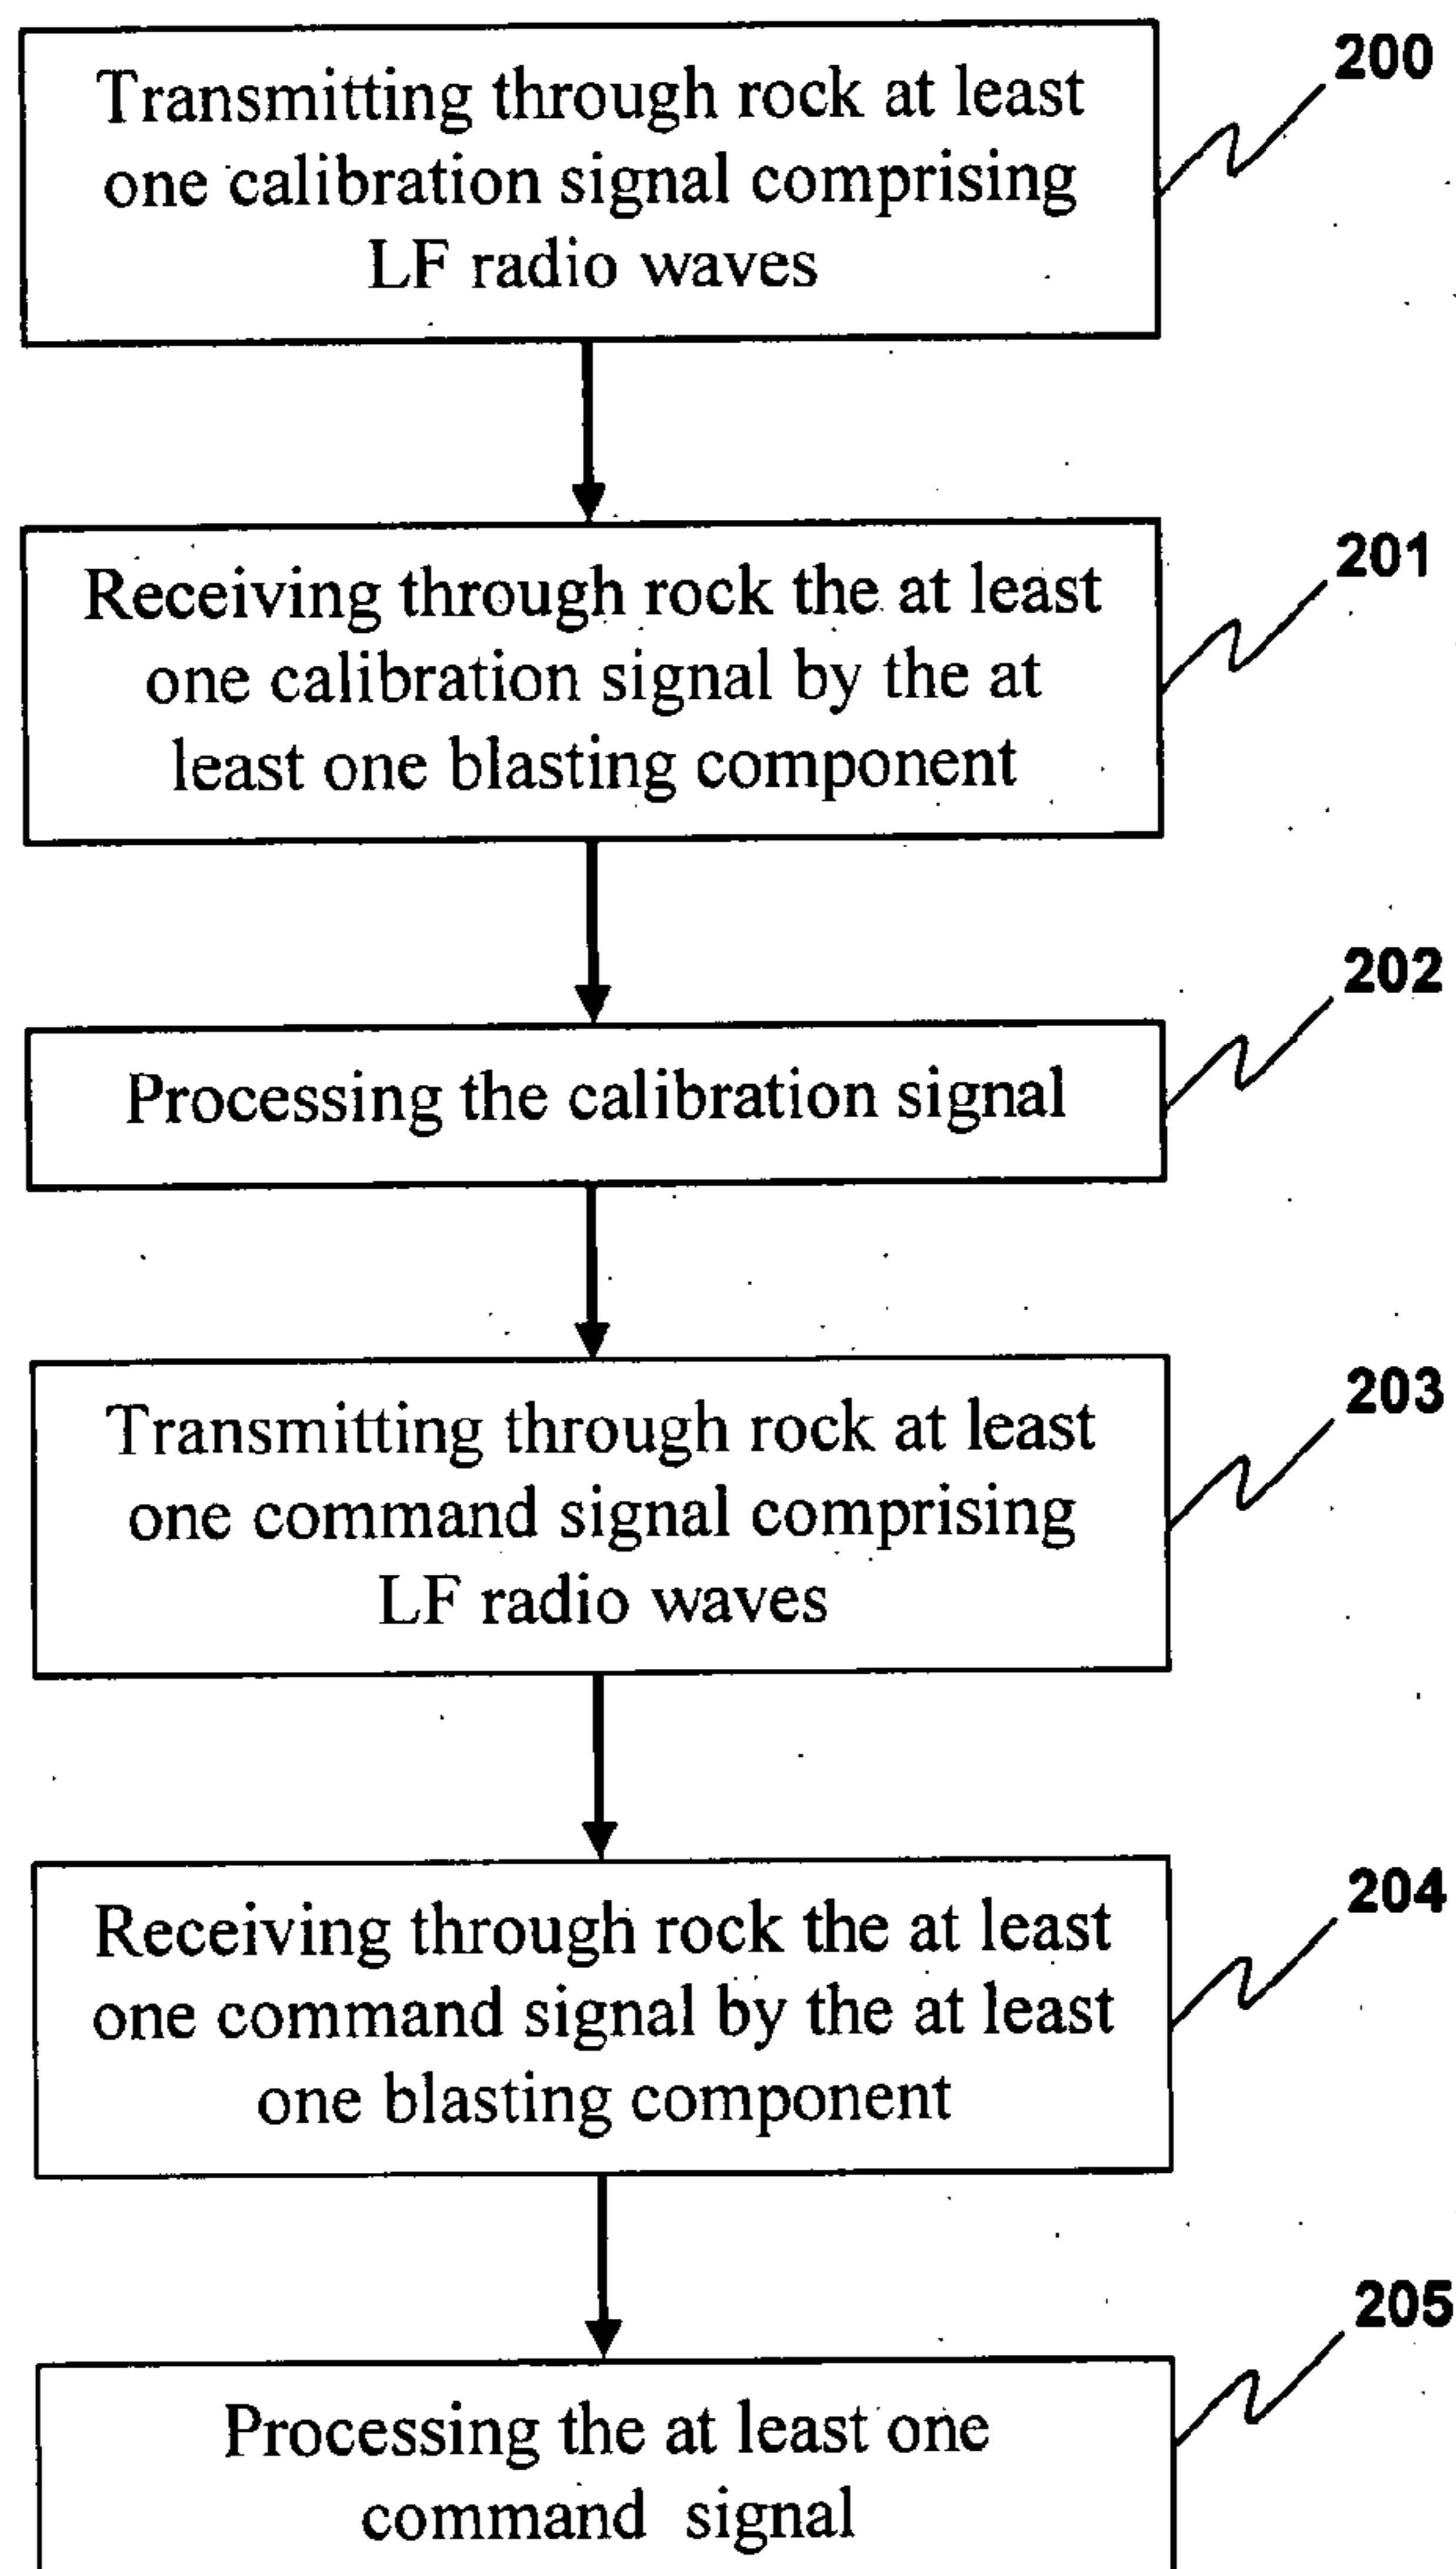 Transmitting through rock at least
one calibration signal comprising
LF radio waves
200
Receiving through rock the at least
one calibration signal by the at
least one blasting component
201
Processing the calibration signal
202
Transmitting through rock at least
one command signal comprising
LF radio waves
203
Receiving through rock the at least
one command signal by the at least
one blasting component
204
Processing the at least one
command signal
205